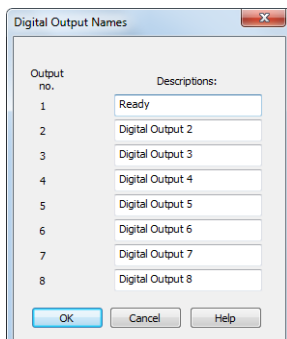 Digital Output Names
Output no.
Descriptions:
1 Ready
2 Digital Output 2
3 Digital Output 3
4 Digital Output 4
5 Digital Output 5
6 Digital Output 6
7 Digital Output 7
8 Digital Output 8
OK Cancel Help